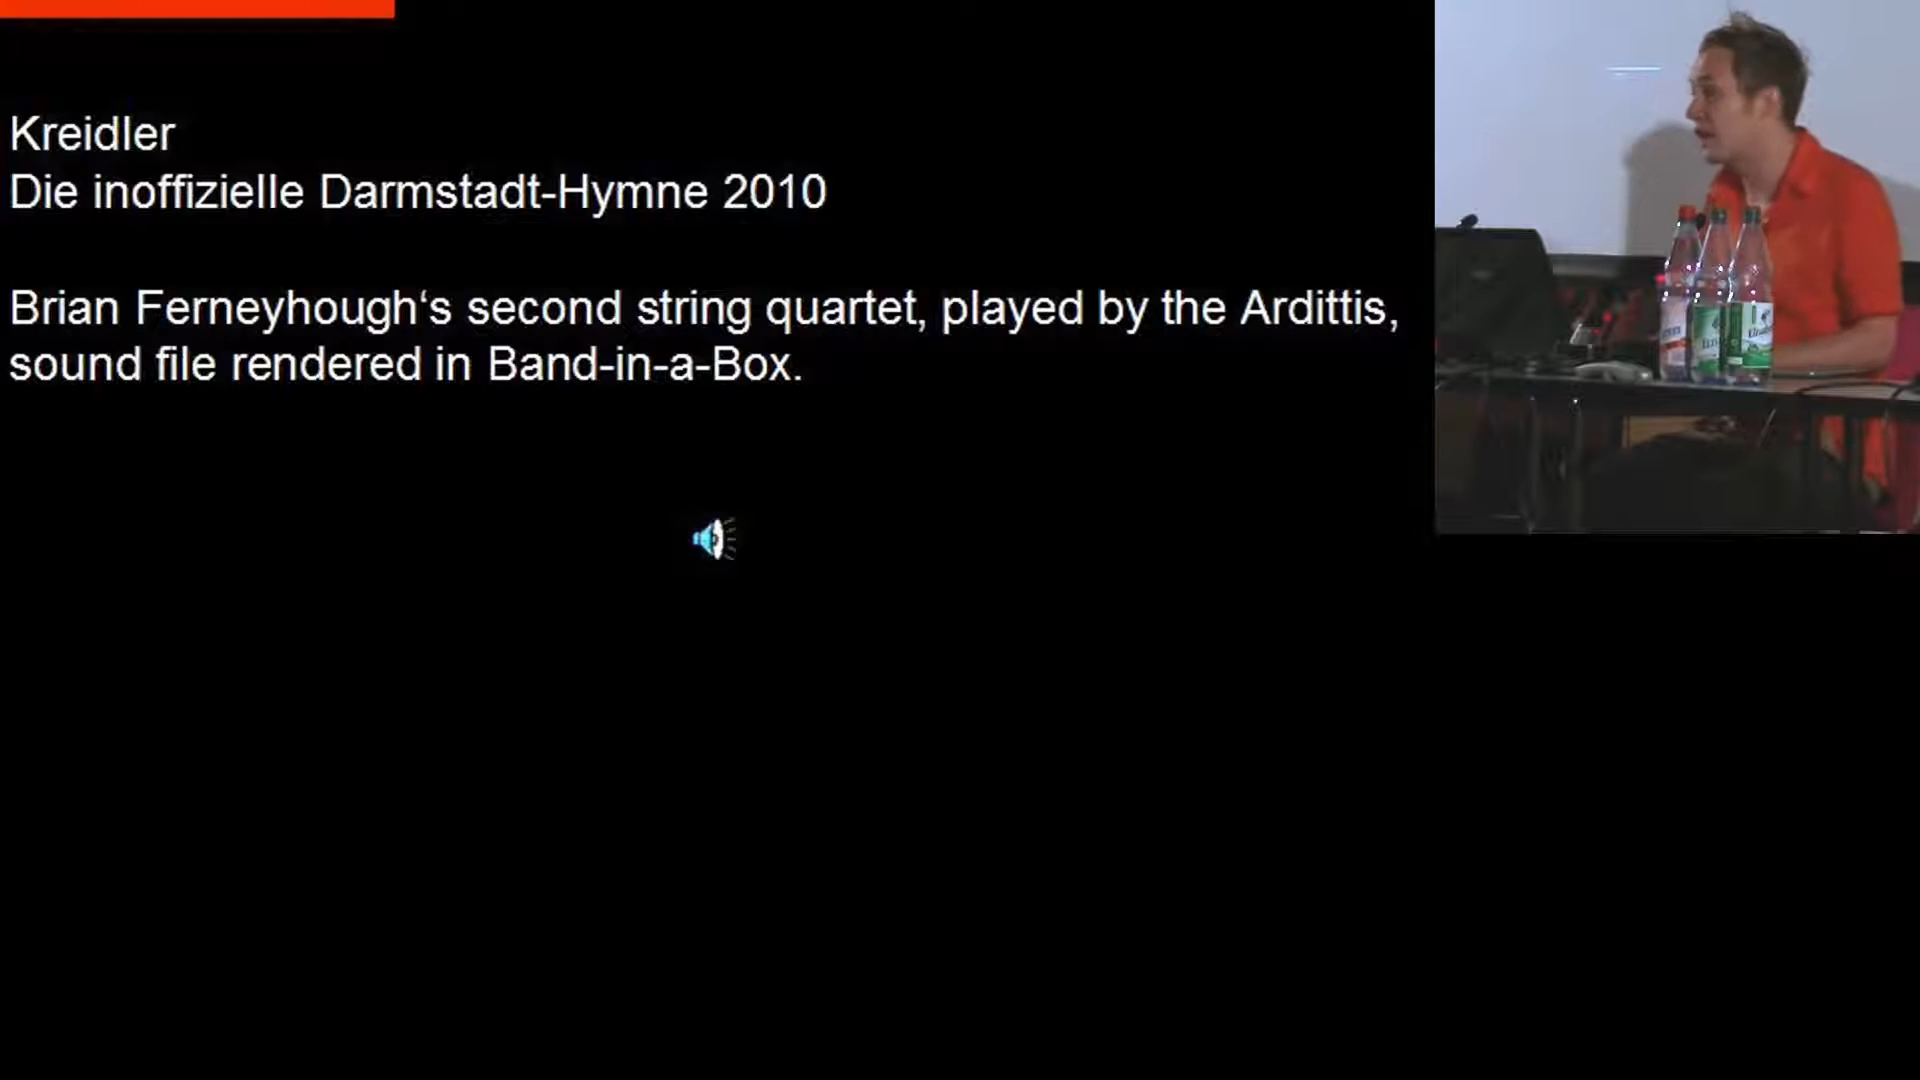 Kreidler
Die inoffizielle Darmstadt-Hymne 2010
Brian Ferneyhough‘s second string quartet, played by the Ardittis,
sound file rendered in Band-in-a-Box.